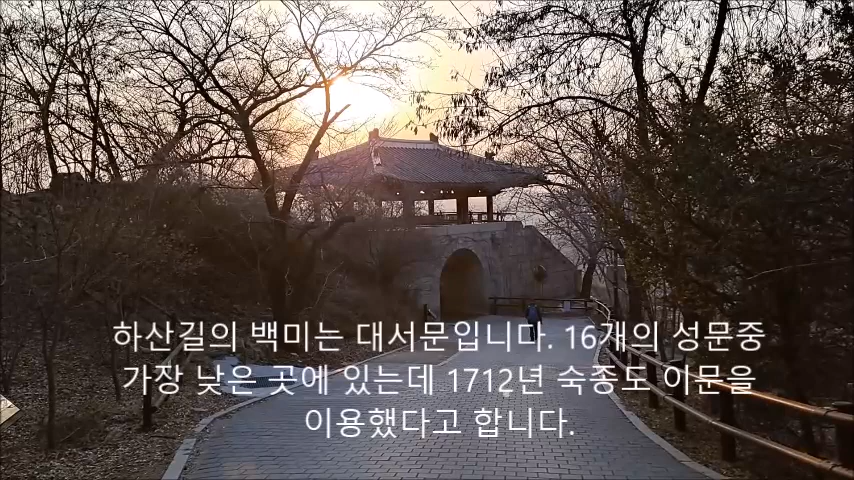 하산길의 백미는 대서문입니다. 16개의 성문중
가장 낮은 곳에 있는데 1712년 숙종도 이문을
이용했다고 합니다.